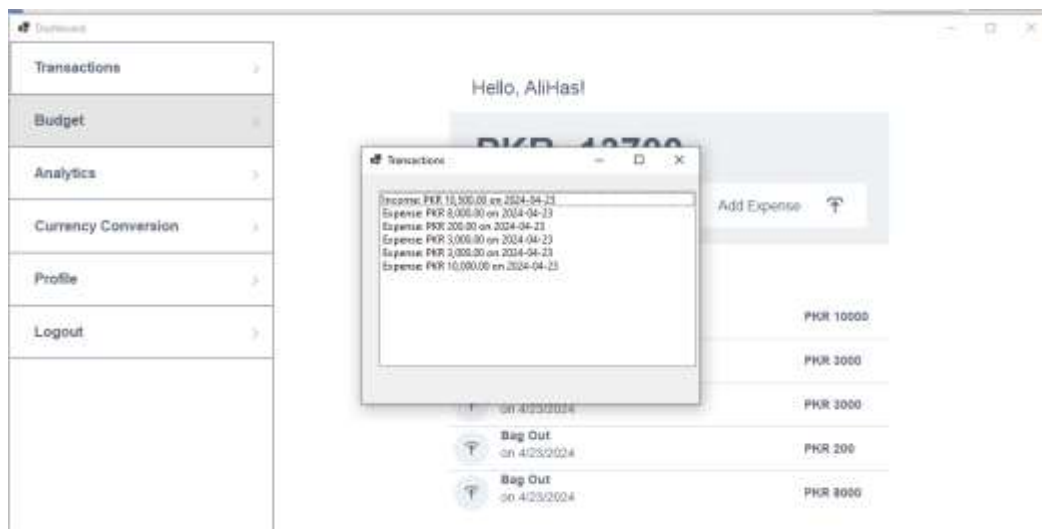 Dashboard
Transactions
Budget
Analytics
Currency Conversion
Profile
Logout
Hello, AliHas!
PKR -13700
Add Expense
Transactions
Income: PKR 10,500.00 on 2024-04-23
Expense: PKR 8,000.00 on 2024-04-23
Expense: PKR 200.00 on 2024-04-23
Expense: PKR 3,000.00 on 2024-04-23
Expense: PKR 3,000.00 on 2024-04-23
Expense: PKR 10,000.00 on 2024-04-23
PKR 10000
PKR 3000
on 4/23/2024
PKR 3000
Bag Out
on 4/23/2024
PKR 200
Bag Out
on 4/23/2024
PKR 8000